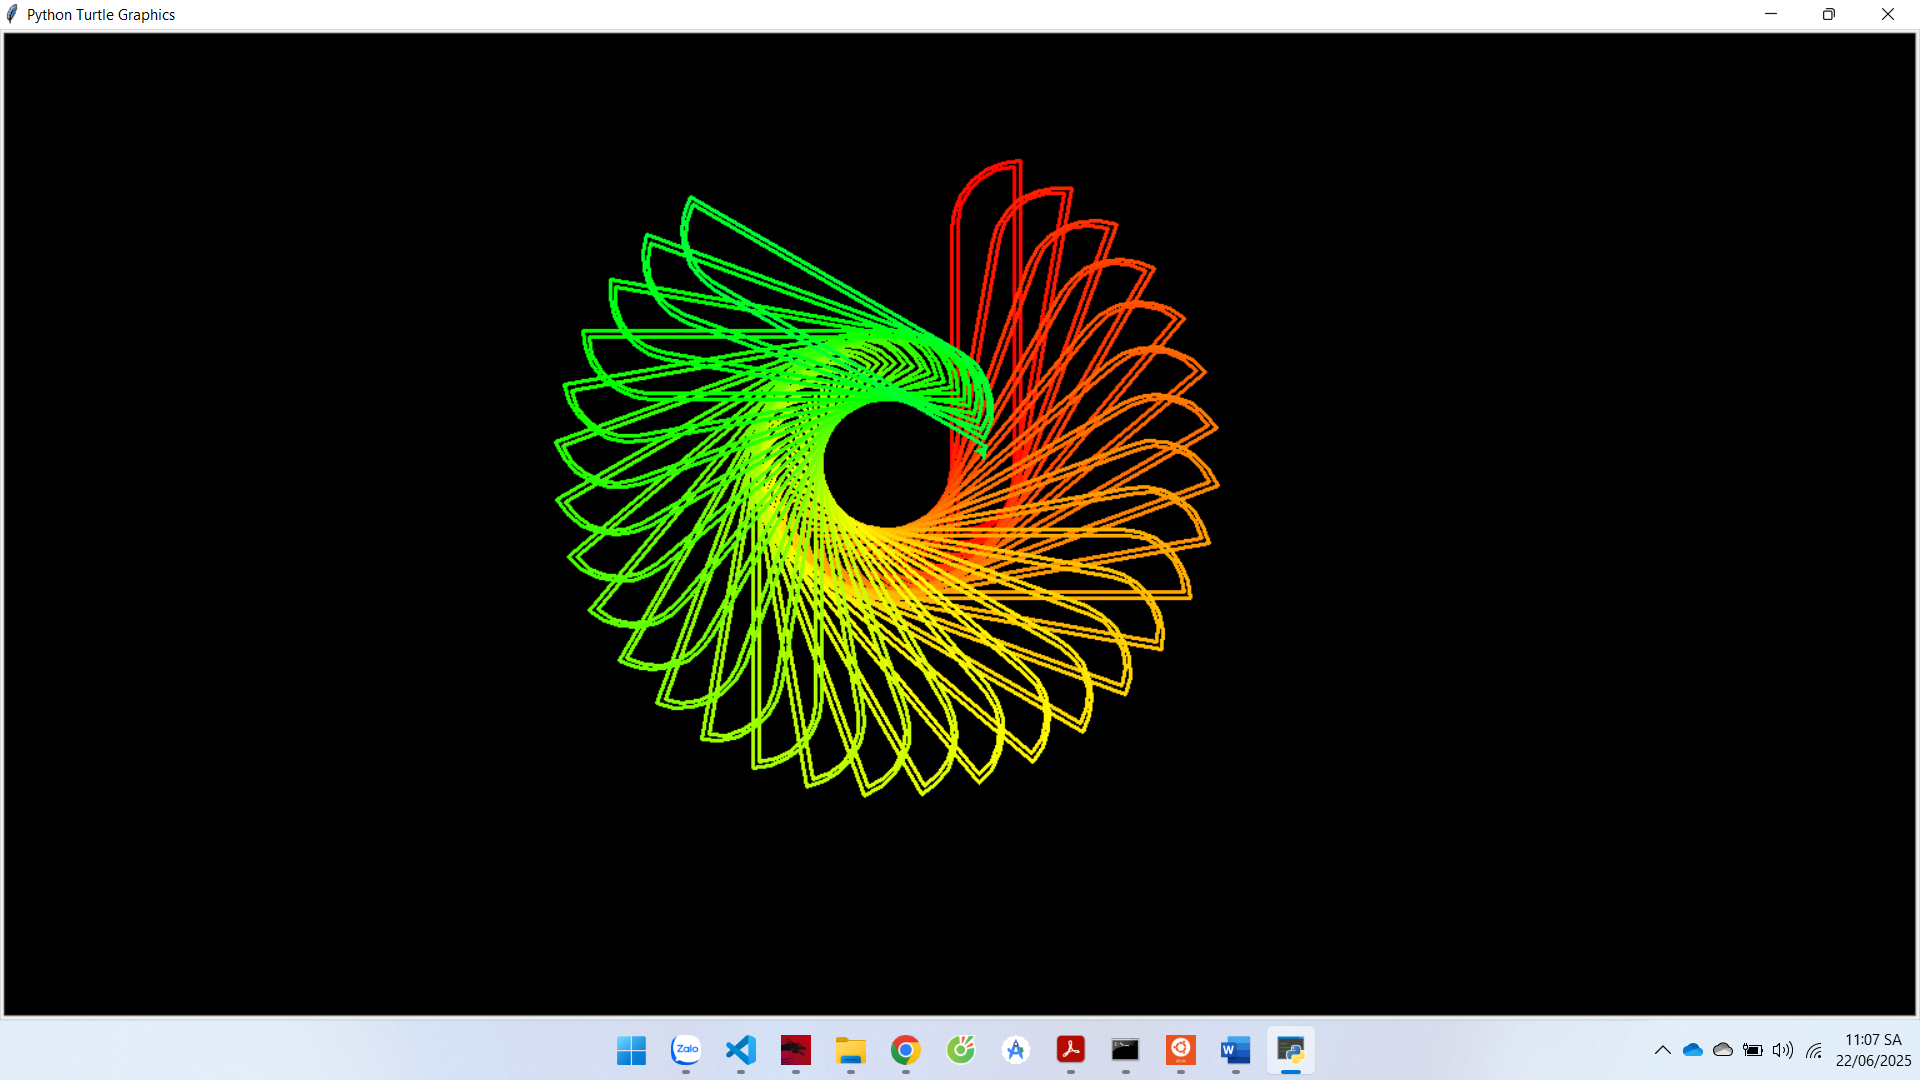 Python Turtle Graphics
Zalo
W
11:07 SA
22/06/2025